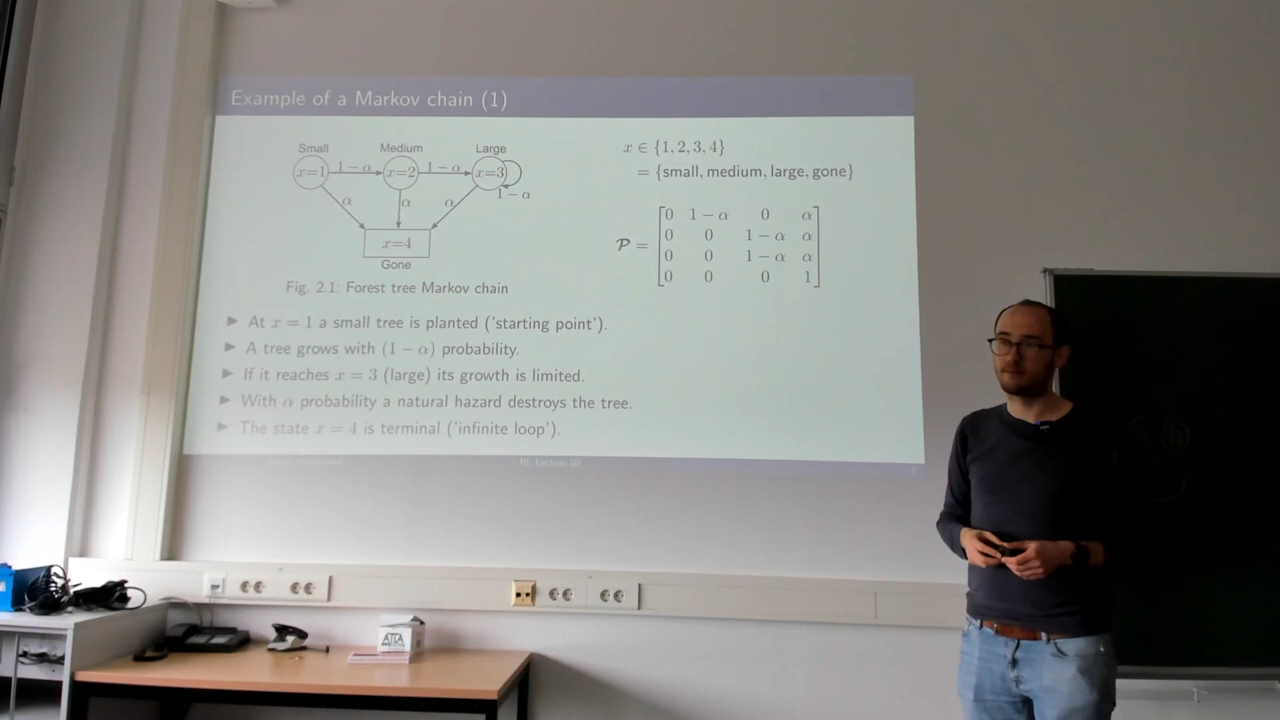 Example of a Markov chain (1)
Small Medium Large
x=1 1−α x=2 1−α x=3
1−α
α α α
x=4
Gone
Fig. 2.1: Forest tree Markov chain
x ∈ {1, 2, 3, 4}
= {small, medium, large, gone}
𝓟 =
0 1−α 0 α
0 0 1−α α
0 0 1−α α
0 0 0 1
▶ At x = 1 a small tree is planted ('starting point').
▶ A tree grows with (1 − α) probability.
▶ If it reaches x = 3 (large) its growth is limited.
▶ With α probability a natural hazard destroys the tree.
▶ The state x = 4 is terminal ('infinite loop').
RL Lecture 02
ATLA